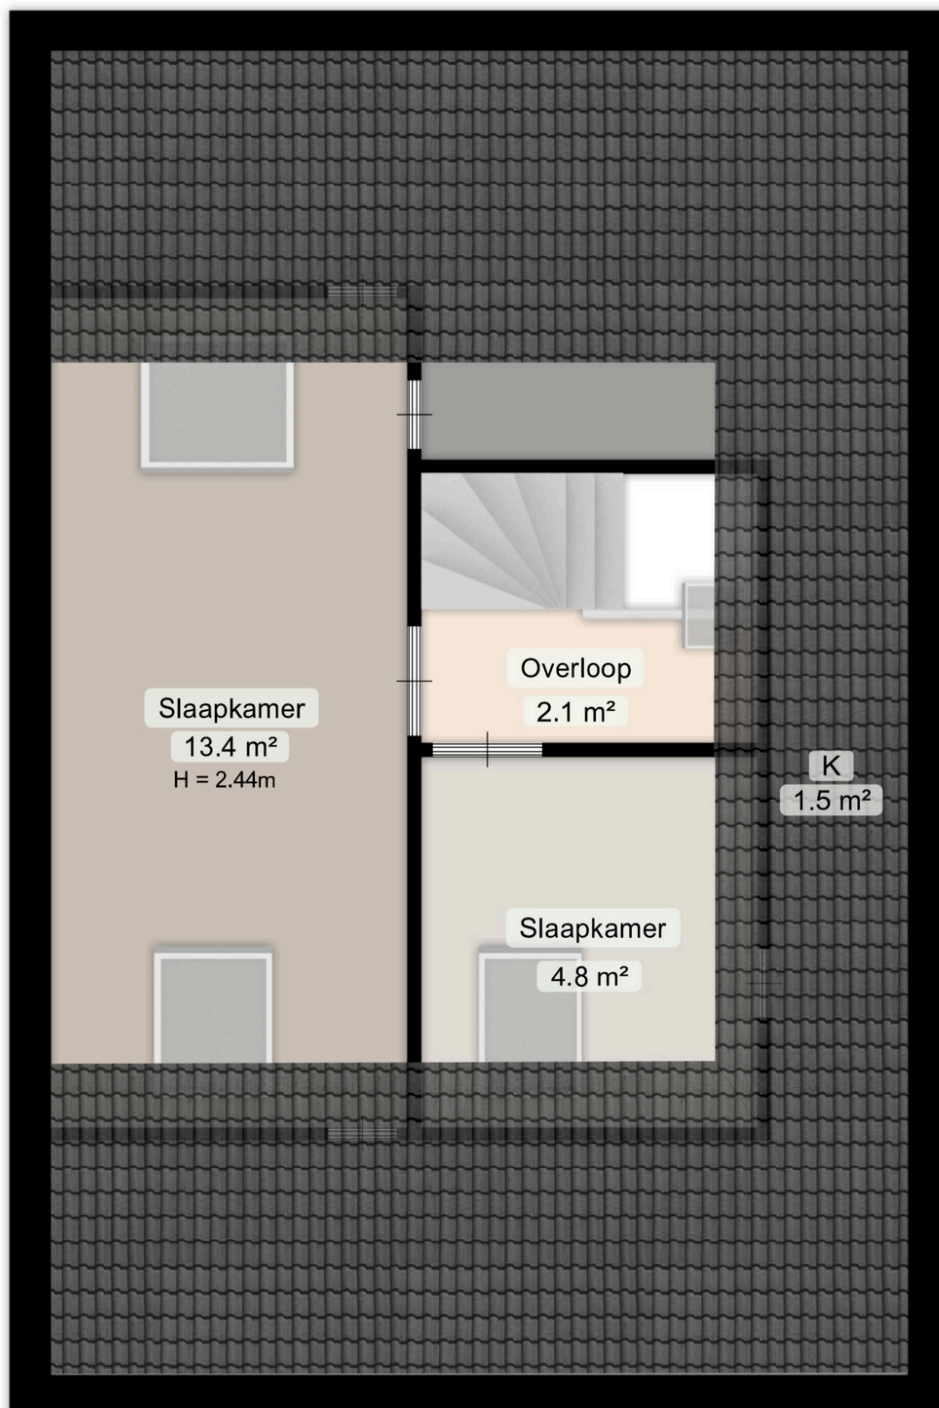 Overloop
2.1 m²
Slaapkamer
13.4 m²
H = 2.44m
K
1.5 m²
Slaapkamer
4.8 m²